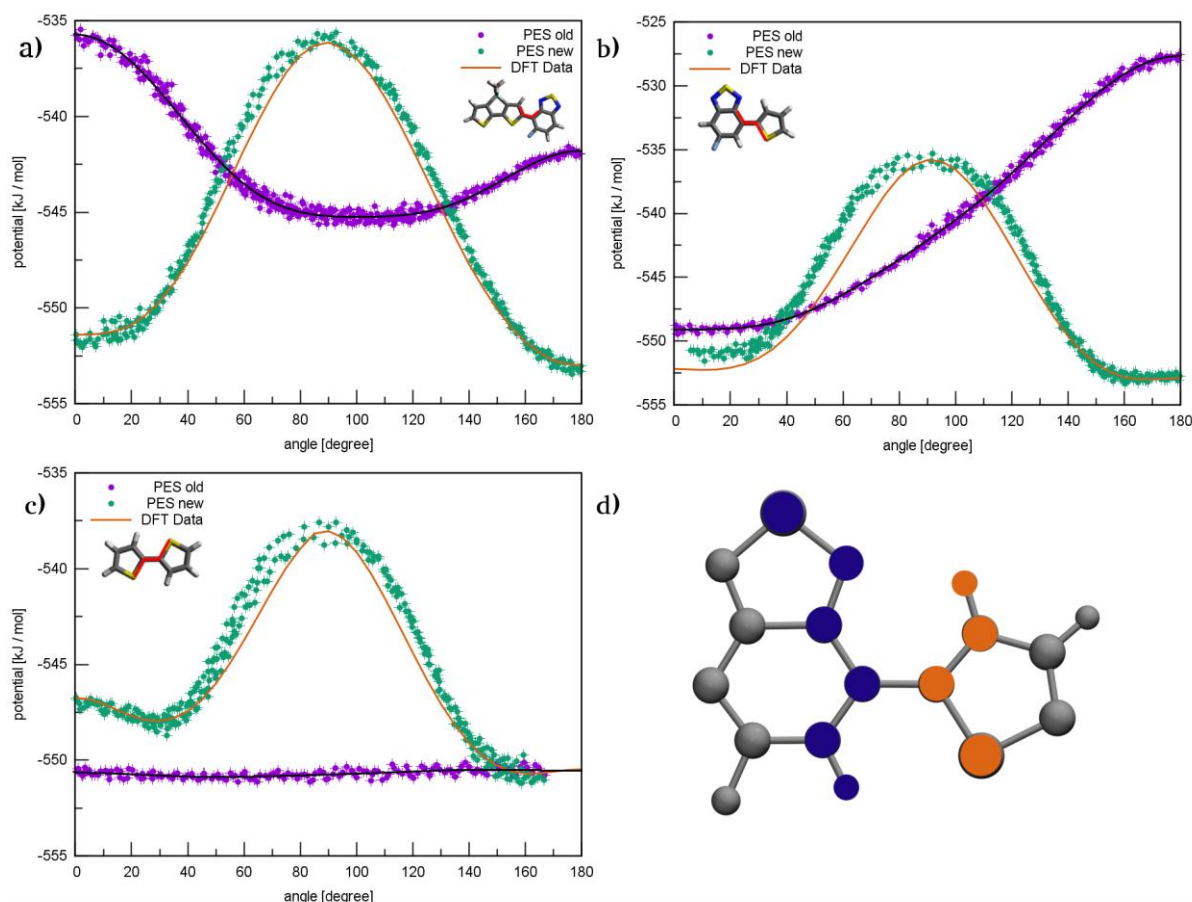 a)
-535
-540
-545
-550
-555
potential [kJ / mol]
PES old
PES new
DFT Data
0 20 40 60 80 100 120 140 160 180
angle [degree]
b)
-525
-530
-535
-540
-545
-550
-555
potential [kJ / mol]
PES old
PES new
DFT Data
0 20 40 60 80 100 120 140 160 180
angle [degree]
c)
-535
-540
-545
-550
-555
potential [kJ / mol]
PES old
PES new
DFT Data
0 20 40 60 80 100 120 140 160 180
angle [degree]
d)